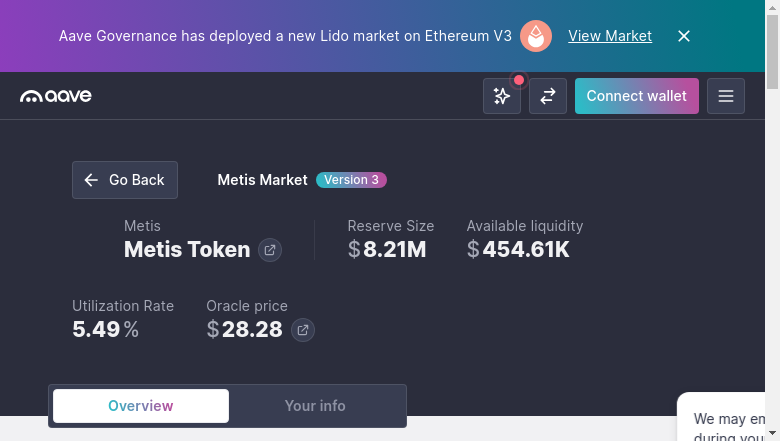 Aave Governance has deployed a new Lido market on Ethereum V3 View Market
aave Connect wallet
Go Back Metis Market Version 3
Metis Reserve Size Available liquidity
Metis Token $8.21M $454.61K
Utilization Rate Oracle price
5.49% $28.28
Overview Your info
We may
during you